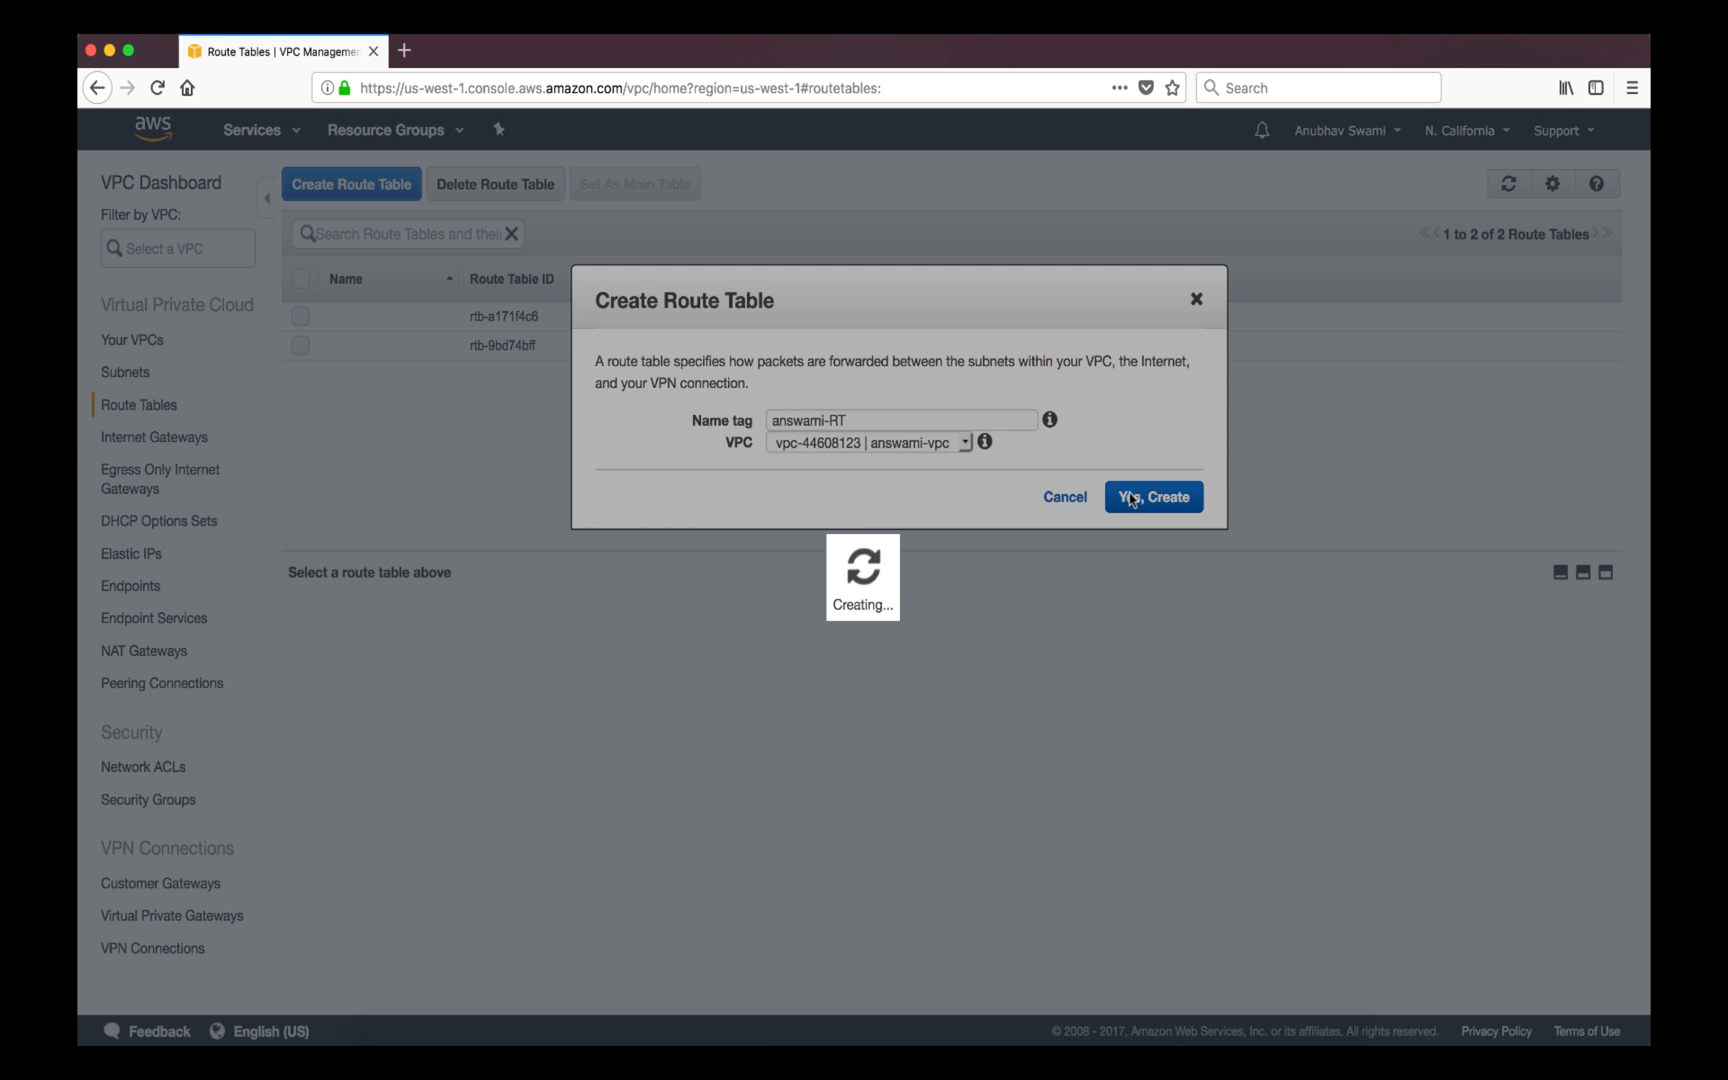 Route Tables | VPC Managemen
https://us-west-1.console.aws.amazon.com/vpc/home?region=us-west-1#routetables:
Search
aws
Services
Resource Groups
Anubhav Swami
N. California
Support
VPC Dashboard
Filter by VPC:
Select a VPC
Virtual Private Cloud
Your VPCs
Subnets
Route Tables
Internet Gateways
Egress Only Internet
Gateways
DHCP Options Sets
Elastic IPs
Endpoints
Endpoint Services
NAT Gateways
Peering Connections
Security
Network ACLs
Security Groups
VPN Connections
Customer Gateways
Virtual Private Gateways
VPN Connections
Create Route Table
Delete Route Table
Set As Main Table
Search Route Tables and thei
1 to 2 of 2 Route Tables
Name
Route Table ID
rtb-a171f4c6
rtb-9bd74bff
Create Route Table
A route table specifies how packets are forwarded between the subnets within your VPC, the Internet,
and your VPN connection.
Name tag
answami-RT
VPC
vpc-44608123 | answami-vpc
Cancel
Yes, Create
Creating...
Select a route table above
Feedback
English (US)
© 2008 - 2017, Amazon Web Services, Inc. or its affiliates. All rights reserved.
Privacy Policy
Terms of Use